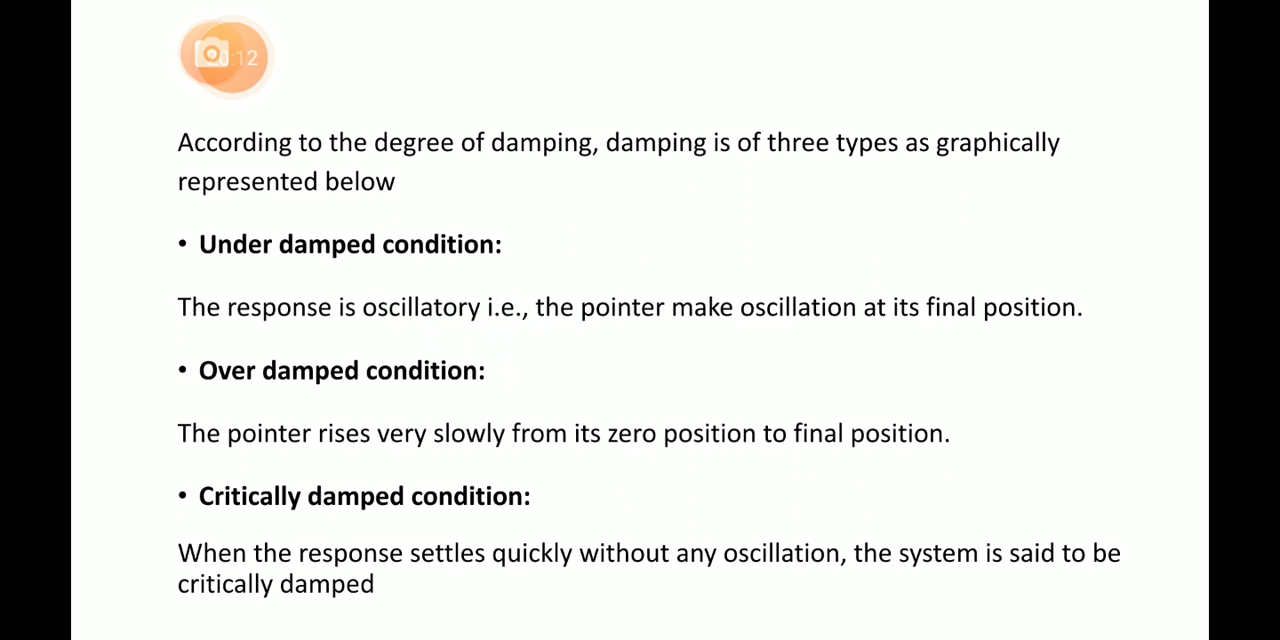 :12
According to the degree of damping, damping is of three types as graphically
represented below
• Under damped condition:
The response is oscillatory i.e., the pointer make oscillation at its final position.
• Over damped condition:
The pointer rises very slowly from its zero position to final position.
• Critically damped condition:
When the response settles quickly without any oscillation, the system is said to be
critically damped